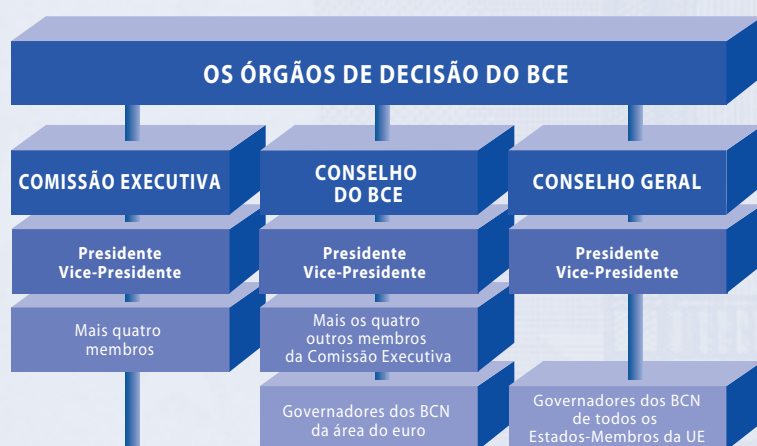 OS ÓRGÃOS DE DECISÃO DO BCE
COMISSÃO EXECUTIVA
Presidente
Vice-Presidente
Mais quatro
membros
CONSELHO
DO BCE
Presidente
Vice-Presidente
Mais os quatro
outros membros
da Comissão Executiva
Governadores dos BCN
da área do euro
CONSELHO GERAL
Presidente
Vice-Presidente
Governadores dos BCN
de todos os
Estados-Membros da UE